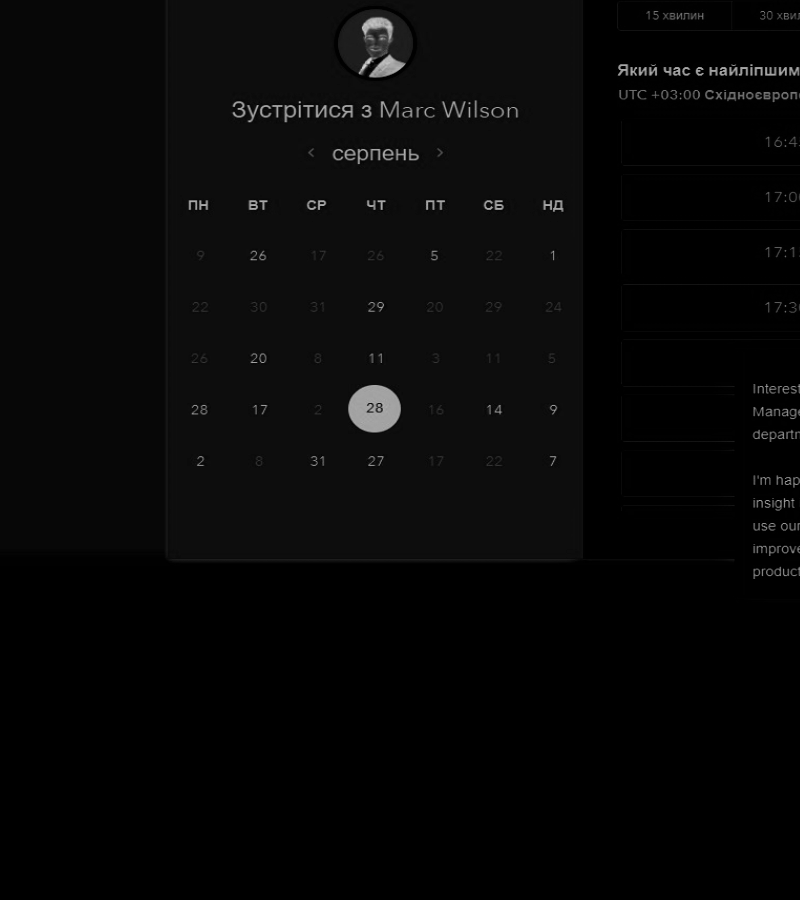 15 хвилин 30 хвил
Який час є найліпшим
UTC +03:00 Східноєвроп
Зустрітися з Marc Wilson
‹ серпень ›
ПН ВТ СР ЧТ ПТ СБ НД
9 26 17 26 5 22 1
22 30 31 29 20 29 24
26 20 8 11 3 11 5
28 17 2 28 16 14 9
2 8 31 27 17 22 7
16:4
17:0
17:1
17:3
Interest
Manage
departm
I'm hap
insight
use our
improve
product